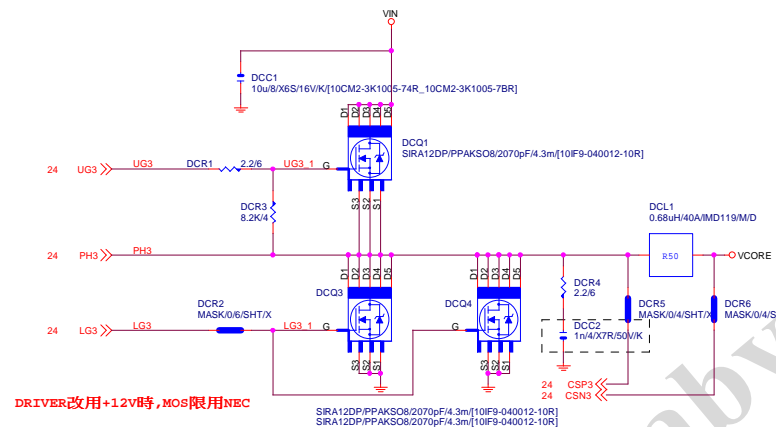 VIN
DCC1
10u/8/X6S/16V/K/[10CM2-3K1005-74R_10CM2-3K1005-7BR]
D1
D2
D3
D4
D5
DCQ1
SIRA12DP/PPAKSO8/2070pF/4.3m/[10IF9-040012-10R]
24 UG3
UG3
DCR1
2.2/6
UG3_1
G
S3
S2
S1
DCR3
8.2K/4
DCL1
0.68uH/40A/IMD119/M/D
R50
VCORE
24 PH3
PH3
D1
D2
D3
D4
D5
D1
D2
D3
D4
D5
DCR4
2.2/6
DCQ3
DCQ4
DCR2
MASK/0/6/SHT/X
DCR5
MASK/0/4/SHT/X
DCR6
MASK/0/4/S
24 LG3
LG3
LG3_1
G
G
DCC2
1n/4/X7R/50V/K
S3
S2
S1
S3
S2
S1
24 CSP3
24 CSN3
DRIVER改用+12V時,MOS限用NEC
SIRA12DP/PPAKSO8/2070pF/4.3m/[10IF9-040012-10R]
SIRA12DP/PPAKSO8/2070pF/4.3m/[10IF9-040012-10R]